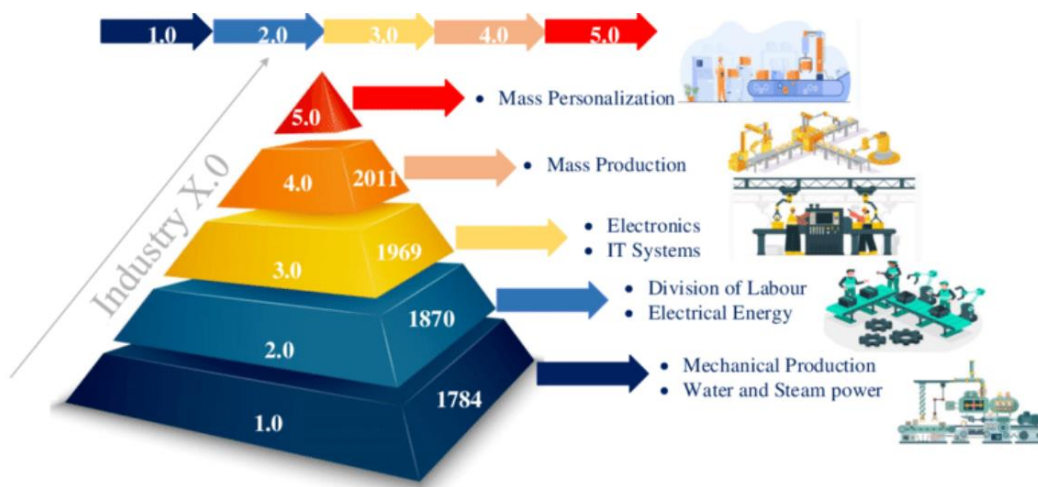 1.0 2.0 3.0 4.0 5.0
Industry X.0
5.0
• Mass Personalization
4.0 2011
• Mass Production
3.0 1969
• Electronics
• IT Systems
2.0 1870
• Division of Labour
• Electrical Energy
1.0 1784
• Mechanical Production
• Water and Steam power